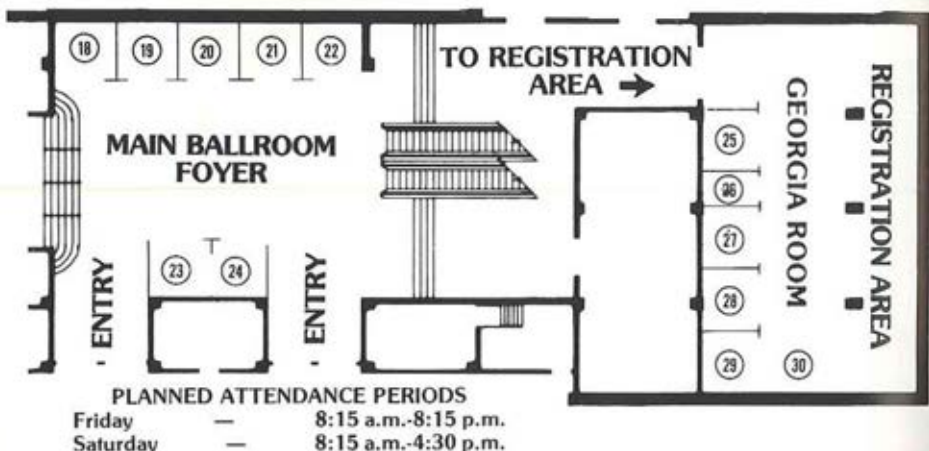 18 19 20 21 22
TO REGISTRATION
AREA
MAIN BALLROOM
FOYER
23 24
ENTRY
ENTRY
25
26
27
28
29 30
GEORGIA ROOM
REGISTRATION AREA
PLANNED ATTENDANCE PERIODS
Friday — 8:15 a.m.-8:15 p.m.
Saturday — 8:15 a.m.-4:30 p.m.